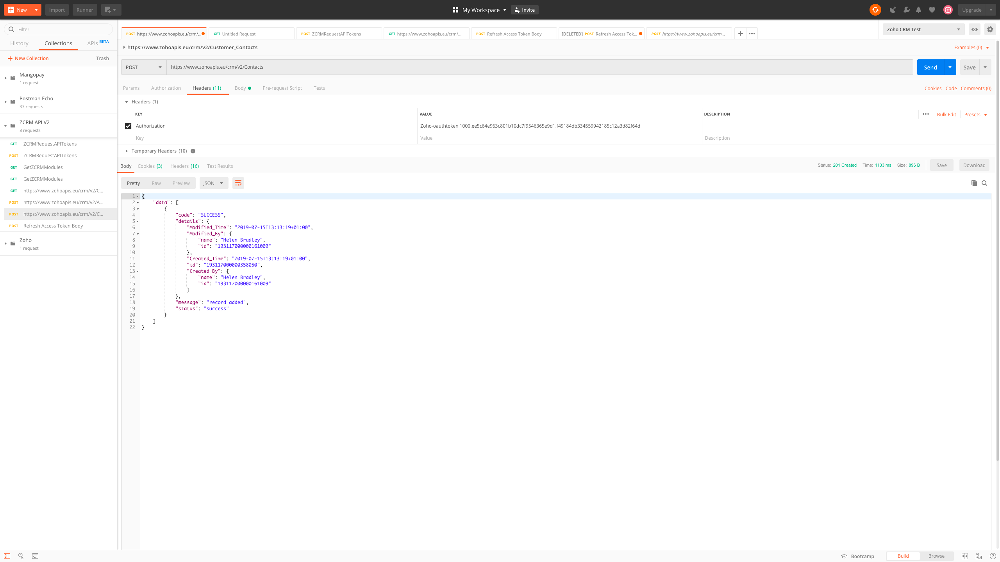 New
Import
Runner
My Workspace
Invite
Upgrade
Filter
History
Collections
APIs BETA
New Collection
Trash
Mangopay
1 request
Postman Echo
37 requests
ZCRM API V2
8 requests
GET ZCRMRequestAPITokens
POST ZCRMRequestAPITokens
GET GetZCRMModules
GET GetZCRMModules
GET https://www.zohoapis.eu/crm/v2/C...
POST https://www.zohoapis.eu/crm/v2/A...
POST https://www.zohoapis.eu/crm/v2/C...
POST Refresh Access Token Body
Zoho
1 request
POST https://www.zohoapis.eu/crm/...
GET Untitled Request
POST ZCRMRequestAPITokens
GET https://www.zohoapis.eu/crm/...
POST Refresh Access Token Body
[DELETED] POST Refresh Access Tok...
POST https://www.zohoapis.eu/crm...
Zoho CRM Test
https://www.zohoapis.eu/crm/v2/Customer_Contacts
Examples (0)
POST
https://www.zohoapis.eu/crm/v2/Contacts
Send
Save
Params
Authorization
Headers (11)
Body
Pre-request Script
Tests
Cookies
Code
Comments (0)
Headers (1)
KEY
VALUE
DESCRIPTION
Bulk Edit
Presets
Authorization
Zoho-oauthtoken 1000.ee5c64e963c801b10dc7f9546365e9d1.f49184db334559942185c12a3d82f64d
Key
Value
Description
Temporary Headers (10)
Body
Cookies (3)
Headers (16)
Test Results
Status: 201 Created
Time: 1133 ms
Size: 896 B
Save
Download
Pretty
Raw
Preview
JSON
1 {
2 "data": [
3 {
4 "code": "SUCCESS",
5 "details": {
6 "Modified_Time": "2019-07-15T13:13:19+01:00",
7 "Modified_By": {
8 "name": "Helen Bradley",
9 "id": "193117000000161009"
10 },
11 "Created_Time": "2019-07-15T13:13:19+01:00",
12 "id": "193117000000358050",
13 "Created_By": {
14 "name": "Helen Bradley",
15 "id": "193117000000161009"
16 }
17 },
18 "message": "record added",
19 "status": "success"
20 }
21 ]
22 }
Bootcamp
Build
Browse